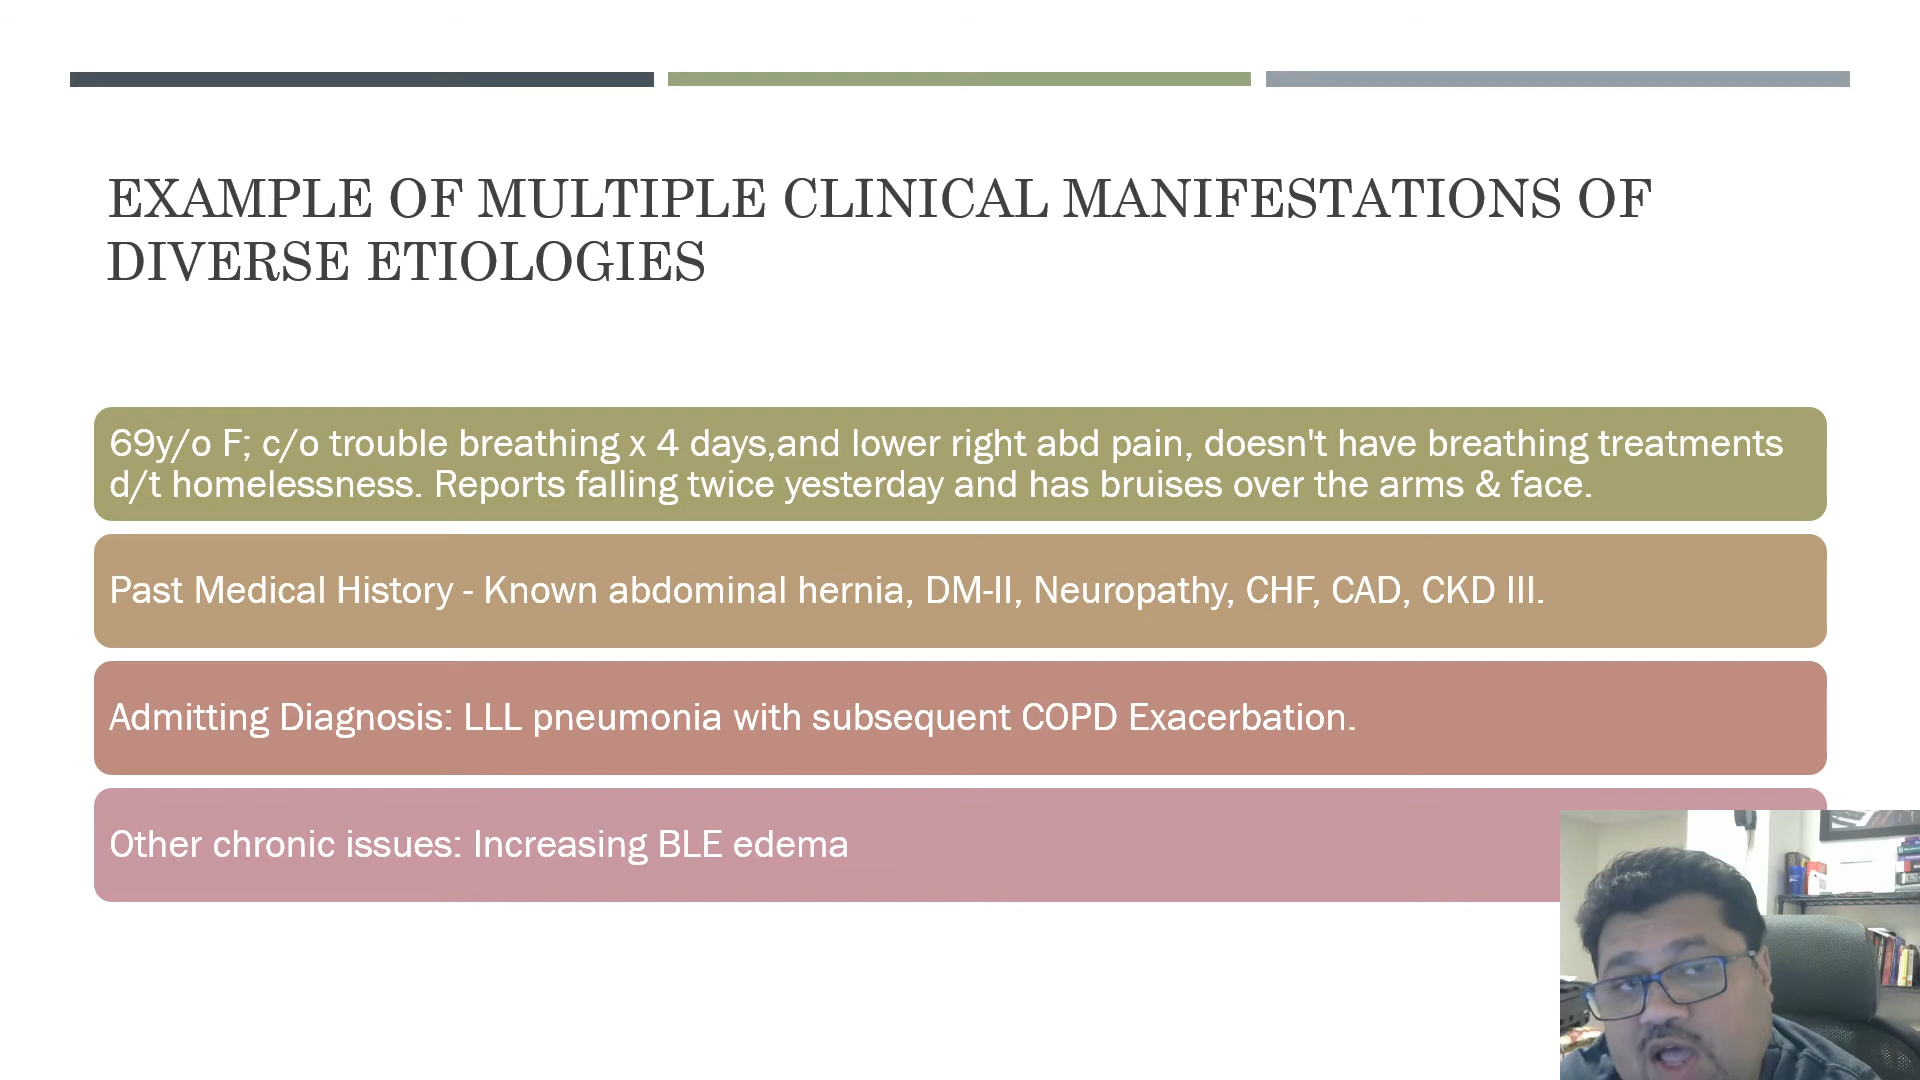 EXAMPLE OF MULTIPLE CLINICAL MANIFESTATIONS OF
DIVERSE ETIOLOGIES
69y/o F; c/o trouble breathing x 4 days,and lower right abd pain, doesn't have breathing treatments
d/t homelessness. Reports falling twice yesterday and has bruises over the arms & face.
Past Medical History - Known abdominal hernia, DM-II, Neuropathy, CHF, CAD, CKD III.
Admitting Diagnosis: LLL pneumonia with subsequent COPD Exacerbation.
Other chronic issues: Increasing BLE edema